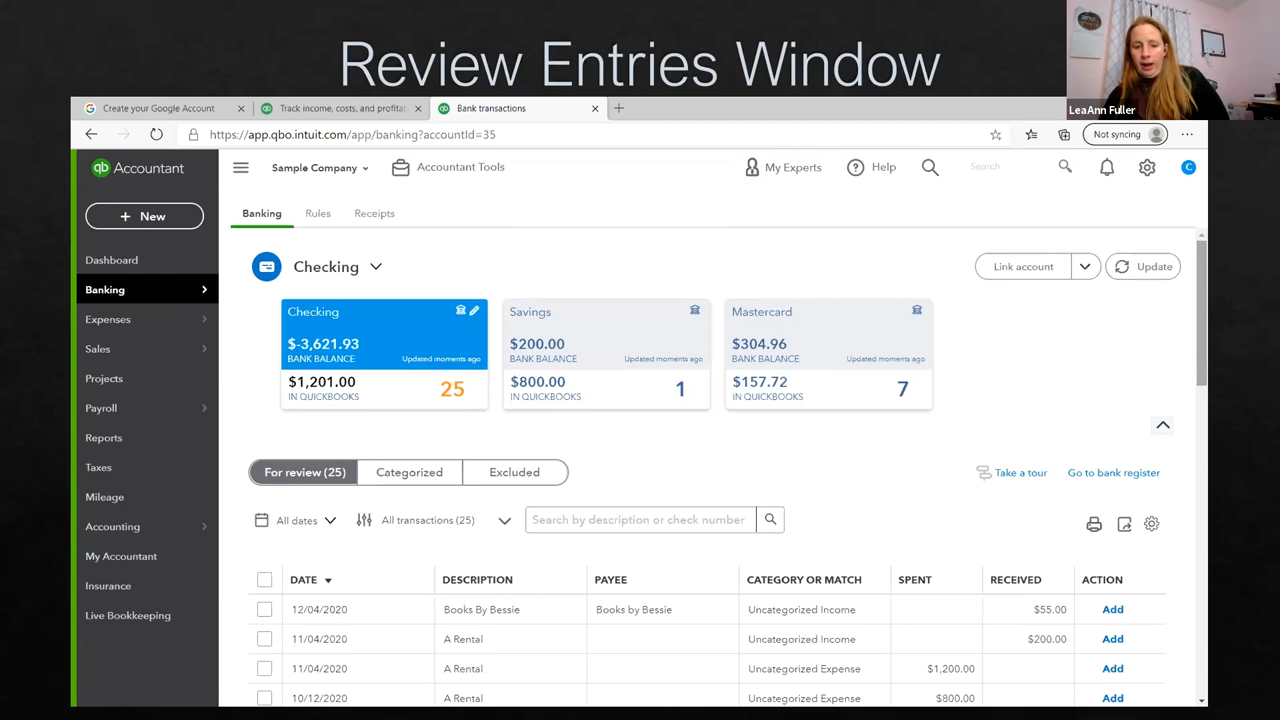 Review Entries Window
LeaAnn Fuller
Create your Google Account
Track income, costs, and profitat
Bank transactions
https://app.qbo.intuit.com/app/banking?accountId=35
Not syncing
qb Accountant
Sample Company
Accountant Tools
My Experts
Help
Search
C
+ New
Banking
Rules
Receipts
Dashboard
Banking
Expenses
Sales
Projects
Payroll
Reports
Taxes
Mileage
Accounting
My Accountant
Insurance
Live Bookkeeping
Checking
Link account
Update
Checking
$-3,621.93
BANK BALANCE Updated moments ago
$1,201.00 25
IN QUICKBOOKS
Savings
$200.00
BANK BALANCE Updated moments ago
$800.00 1
IN QUICKBOOKS
Mastercard
$304.96
BANK BALANCE Updated moments ago
$157.72 7
IN QUICKBOOKS
For review (25) Categorized Excluded
Take a tour Go to bank register
All dates All transactions (25) Search by description or check number
DATE DESCRIPTION PAYEE CATEGORY OR MATCH SPENT RECEIVED ACTION
12/04/2020 Books By Bessie Books by Bessie Uncategorized Income $55.00 Add
11/04/2020 A Rental Uncategorized Income $200.00 Add
11/04/2020 A Rental Uncategorized Expense $1,200.00 Add
10/12/2020 A Rental Uncategorized Expense $800.00 Add